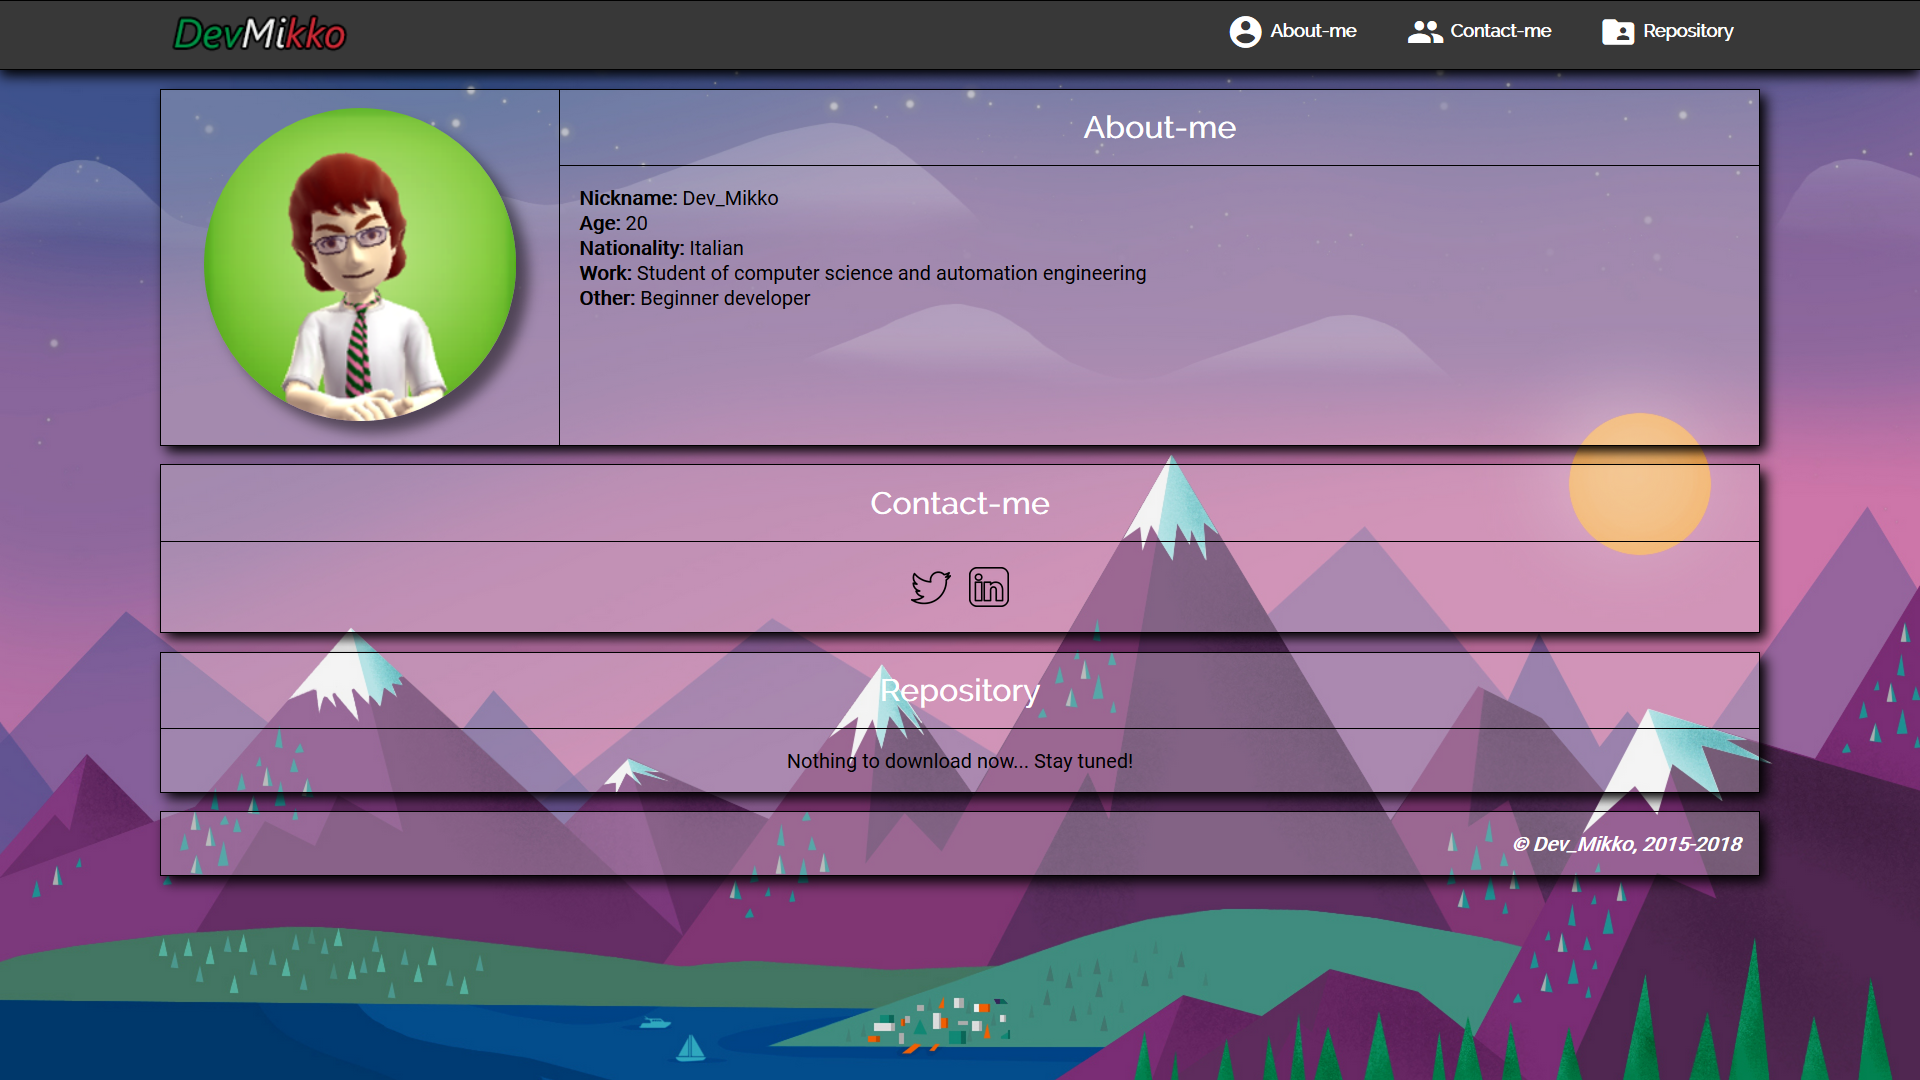 DevMikko
About-me
Contact-me
Repository
About-me
Nickname: Dev_Mikko
Age: 20
Nationality: Italian
Work: Student of computer science and automation engineering
Other: Beginner developer
Contact-me
in
Repository
Nothing to download now... Stay tuned!
© Dev_Mikko, 2015-2018